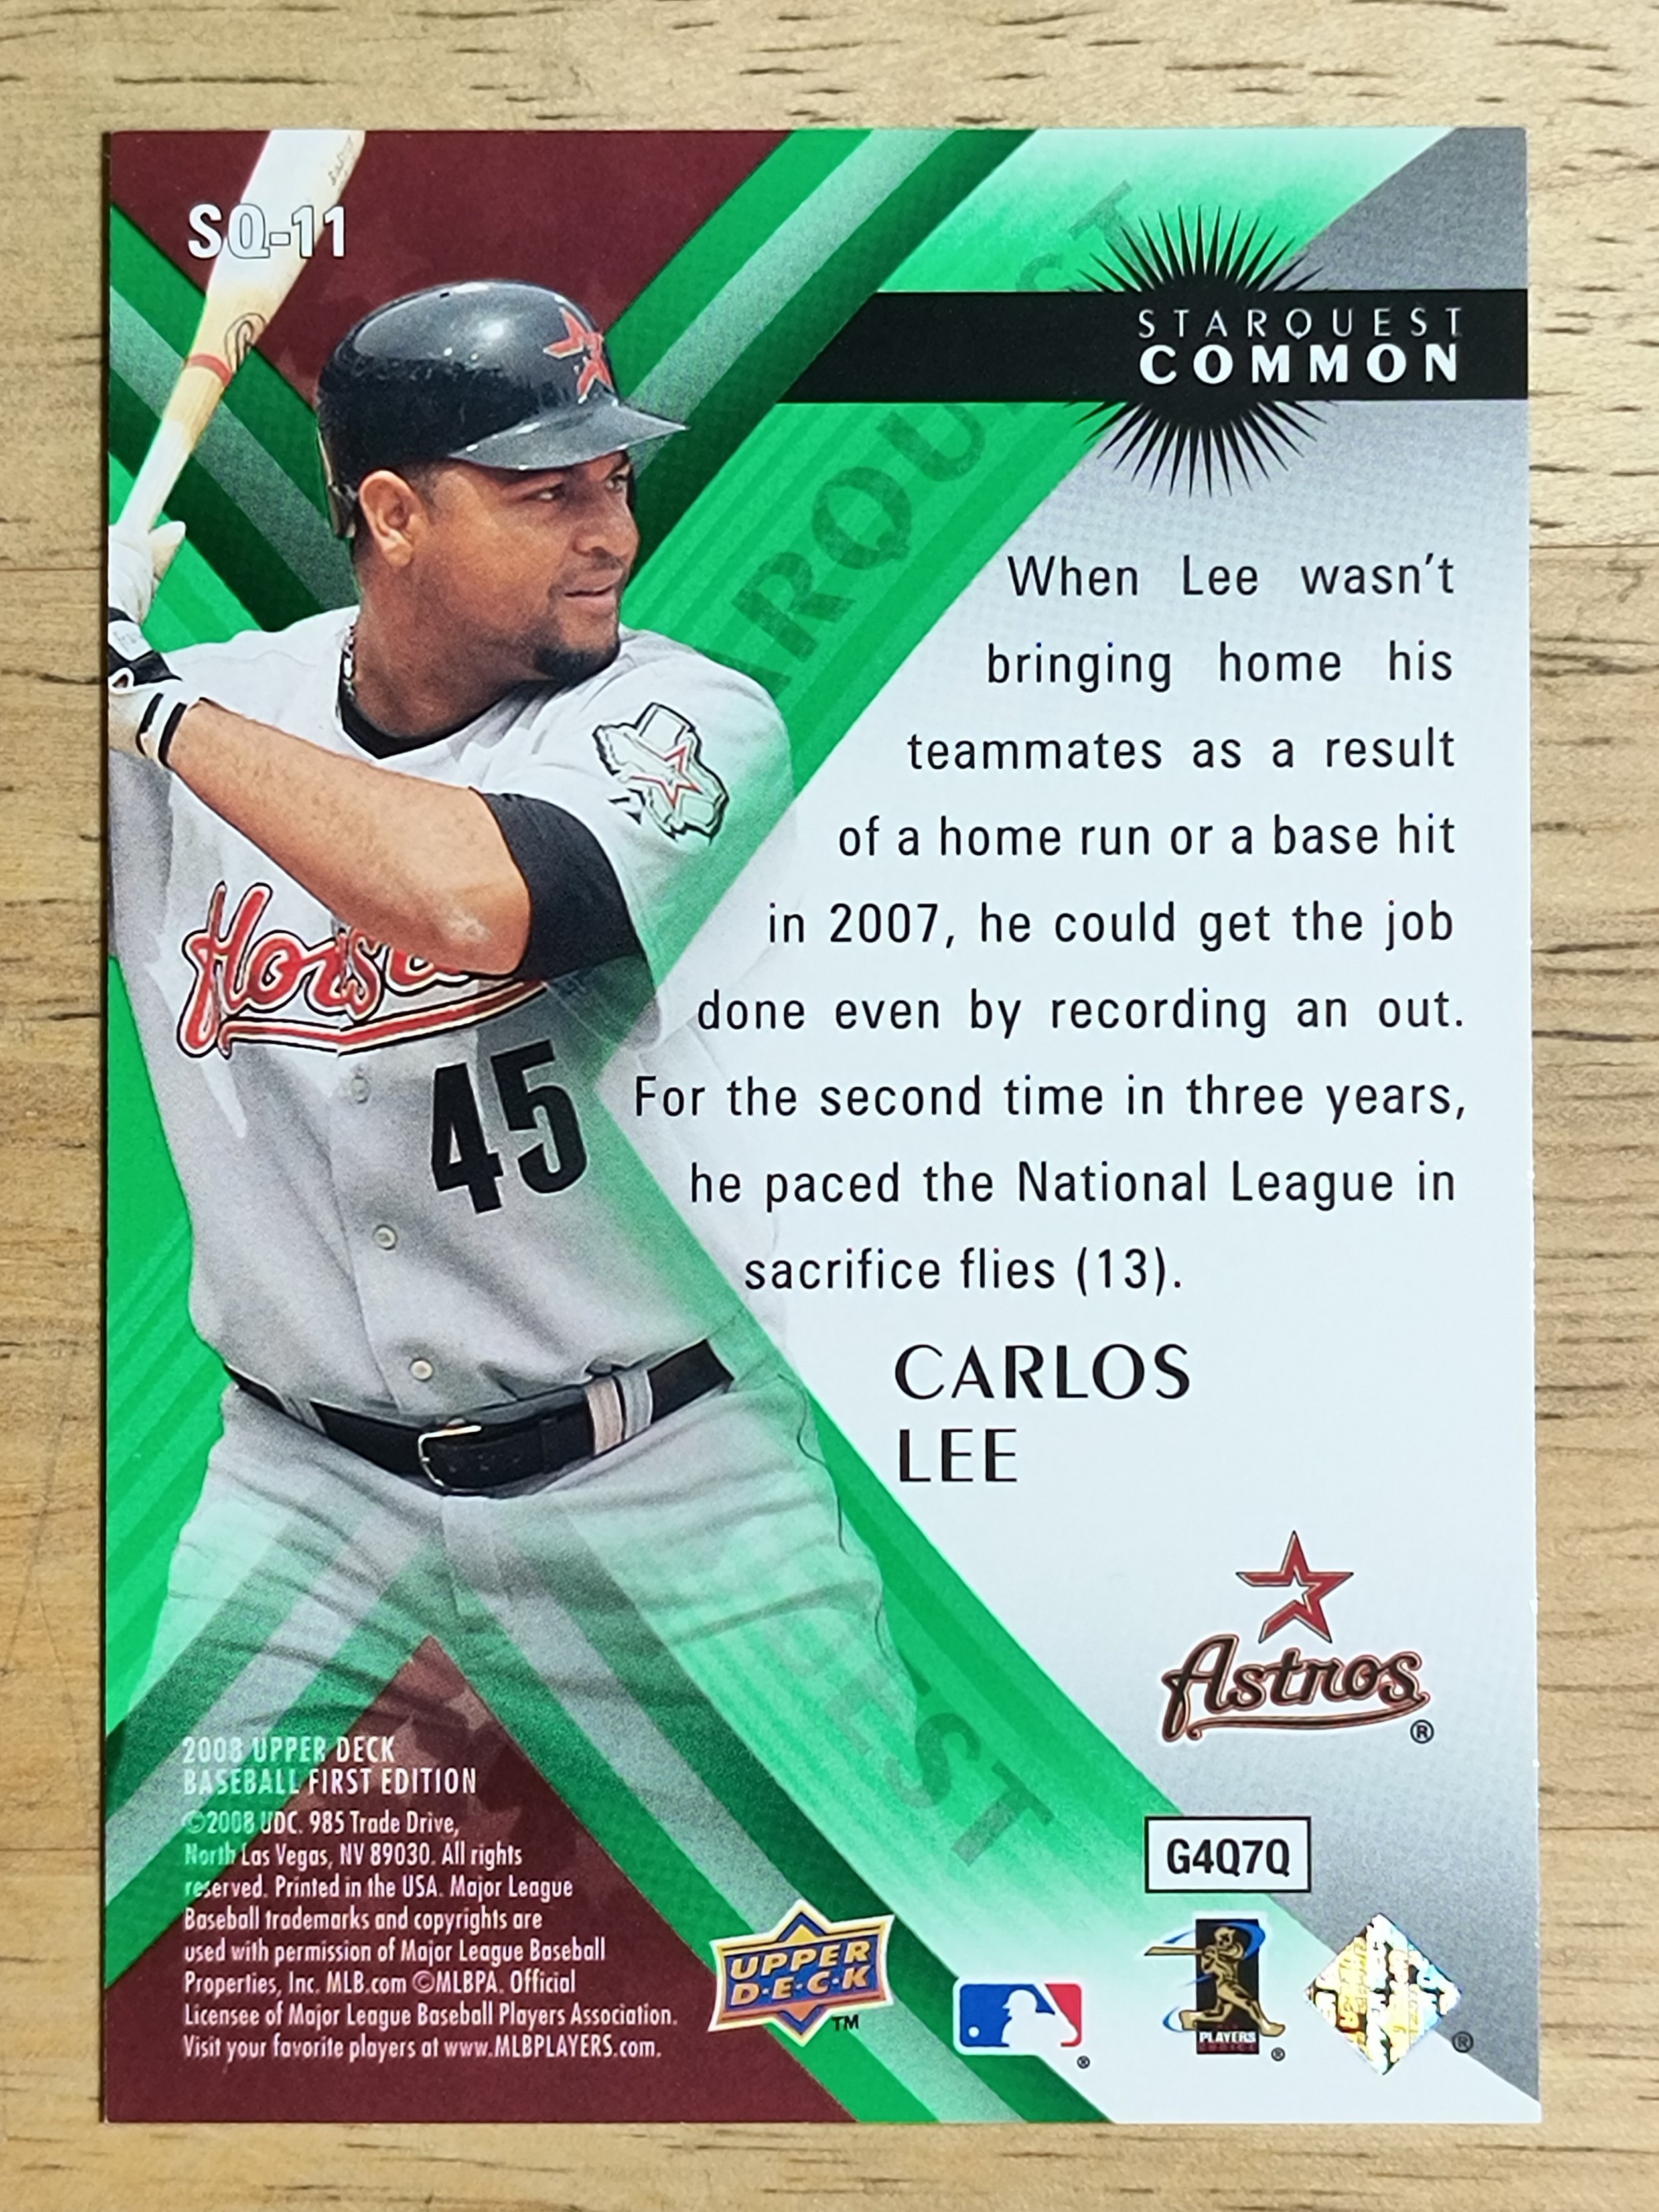 SQ-11
STARQUEST
COMMON
When Lee wasn't
bringing home his
teammates as a result
of a home run or a base hit
in 2007, he could get the job
done even by recording an out.
For the second time in three years,
he paced the National League in
sacrifice flies (13).
CARLOS
LEE
45
Astros
®
2008 UPPER DECK
BASEBALL FIRST EDITION
©2008 UDC. 985 Trade Drive,
North Las Vegas, NV 89030. All rights
reserved. Printed in the USA. Major League
Baseball trademarks and copyrights are
used with permission of Major League Baseball
Properties, Inc. MLB.com ©MLBPA. Official
Licensee of Major League Baseball Players Association.
Visit your favorite players at www.MLBPLAYERS.com.
UPPER
D·E·C·K
TM
®
G4Q7Q
PLAYERS
CHOICE
®
®